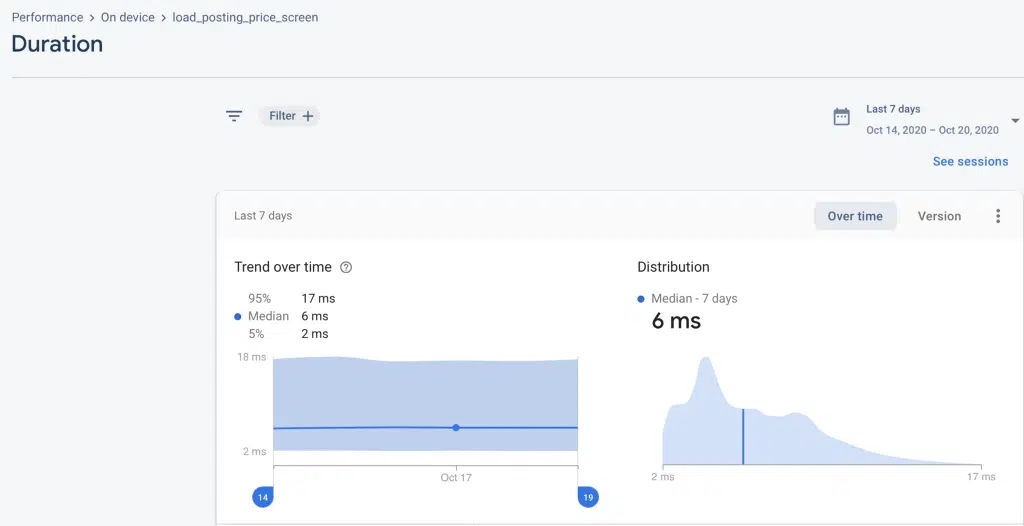 Performance > On device > load_posting_price_screen
Duration
Filter +
Last 7 days
Oct 14, 2020 – Oct 20, 2020
See sessions
Last 7 days
Over time
Version
Trend over time
95% 17 ms
Median 6 ms
5% 2 ms
18 ms
2 ms
Oct 17
14
19
Distribution
Median - 7 days
6 ms
2 ms
17 ms